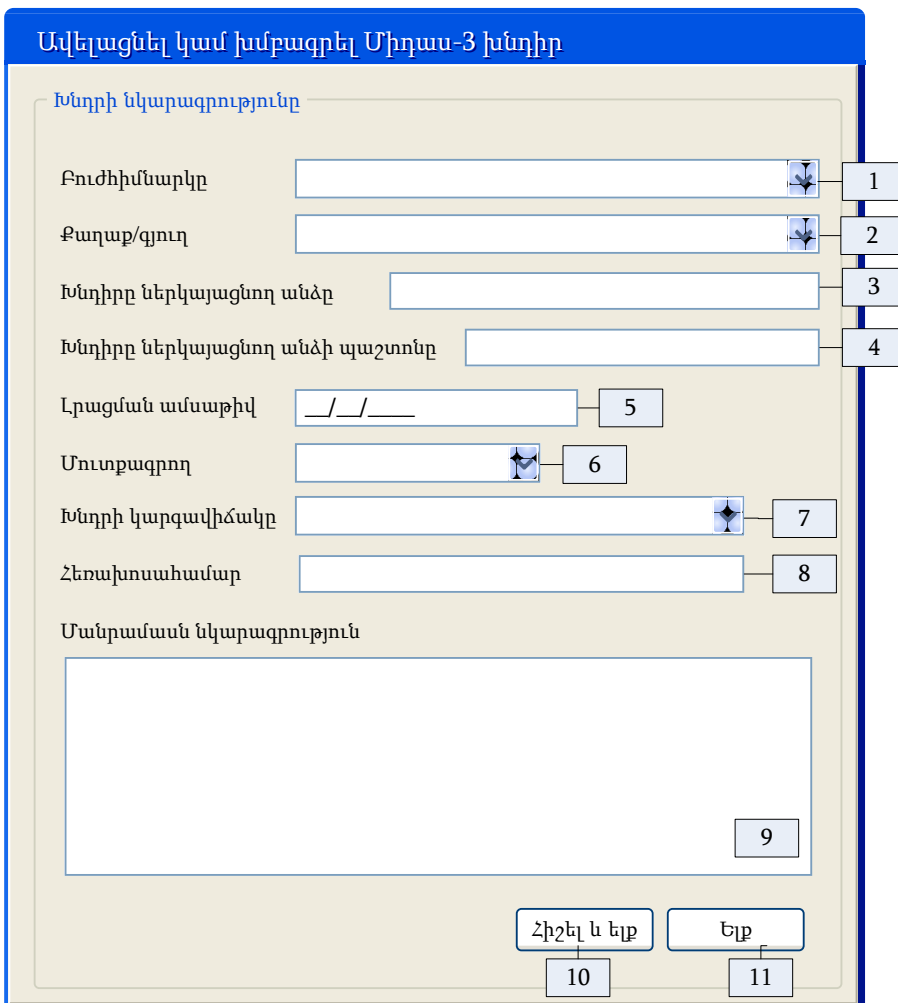 Ավելացնել կամ խմբագրել Միդաս-3 խնդիր
Խնդրի նկարագրությունը
Բուժհիմնարկը 1
Քաղաք/գյուղ 2
Խնդիրը ներկայացնող անձը 3
Խնդիրը ներկայացնող անձի պաշտոնը 4
Լրացման ամսաթիվ __/__/____ 5
Մուտքագրող 6
Խնդրի կարգավիճակը 7
Հեռախոսահամար 8
Մանրամասն նկարագրություն
9
Հիշել և ելք Ելք
10 11